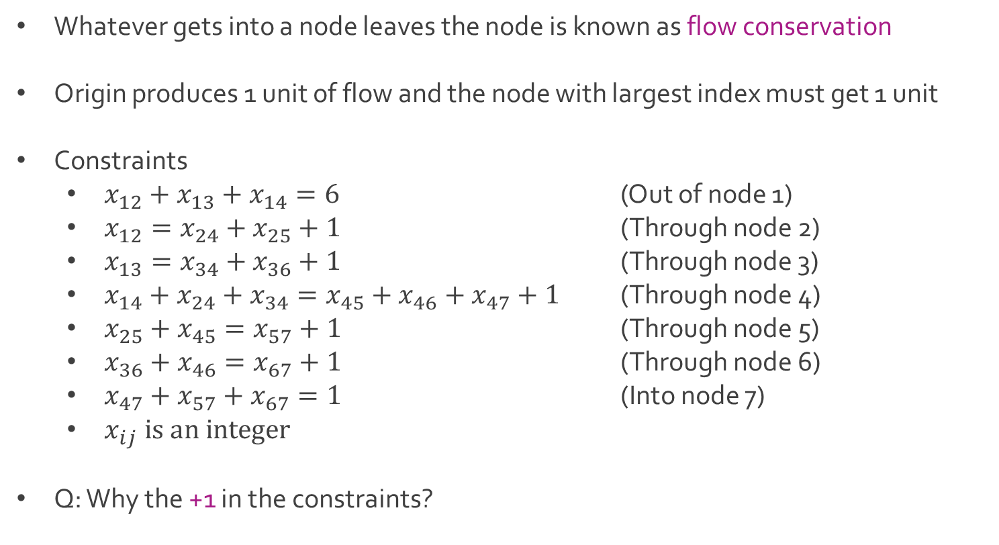 • Whatever gets into a node leaves the node is known as flow conservation
• Origin produces 1 unit of flow and the node with largest index must get 1 unit
• Constraints
• $x_{12} + x_{13} + x_{14} = 6$ (Out of node 1)
• $x_{12} = x_{24} + x_{25} + 1$ (Through node 2)
• $x_{13} = x_{34} + x_{36} + 1$ (Through node 3)
• $x_{14} + x_{24} + x_{34} = x_{45} + x_{46} + x_{47} + 1$ (Through node 4)
• $x_{25} + x_{45} = x_{57} + 1$ (Through node 5)
• $x_{36} + x_{46} = x_{67} + 1$ (Through node 6)
• $x_{47} + x_{57} + x_{67} = 1$ (Into node 7)
• $x_{ij}$ is an integer
• Q: Why the +1 in the constraints?